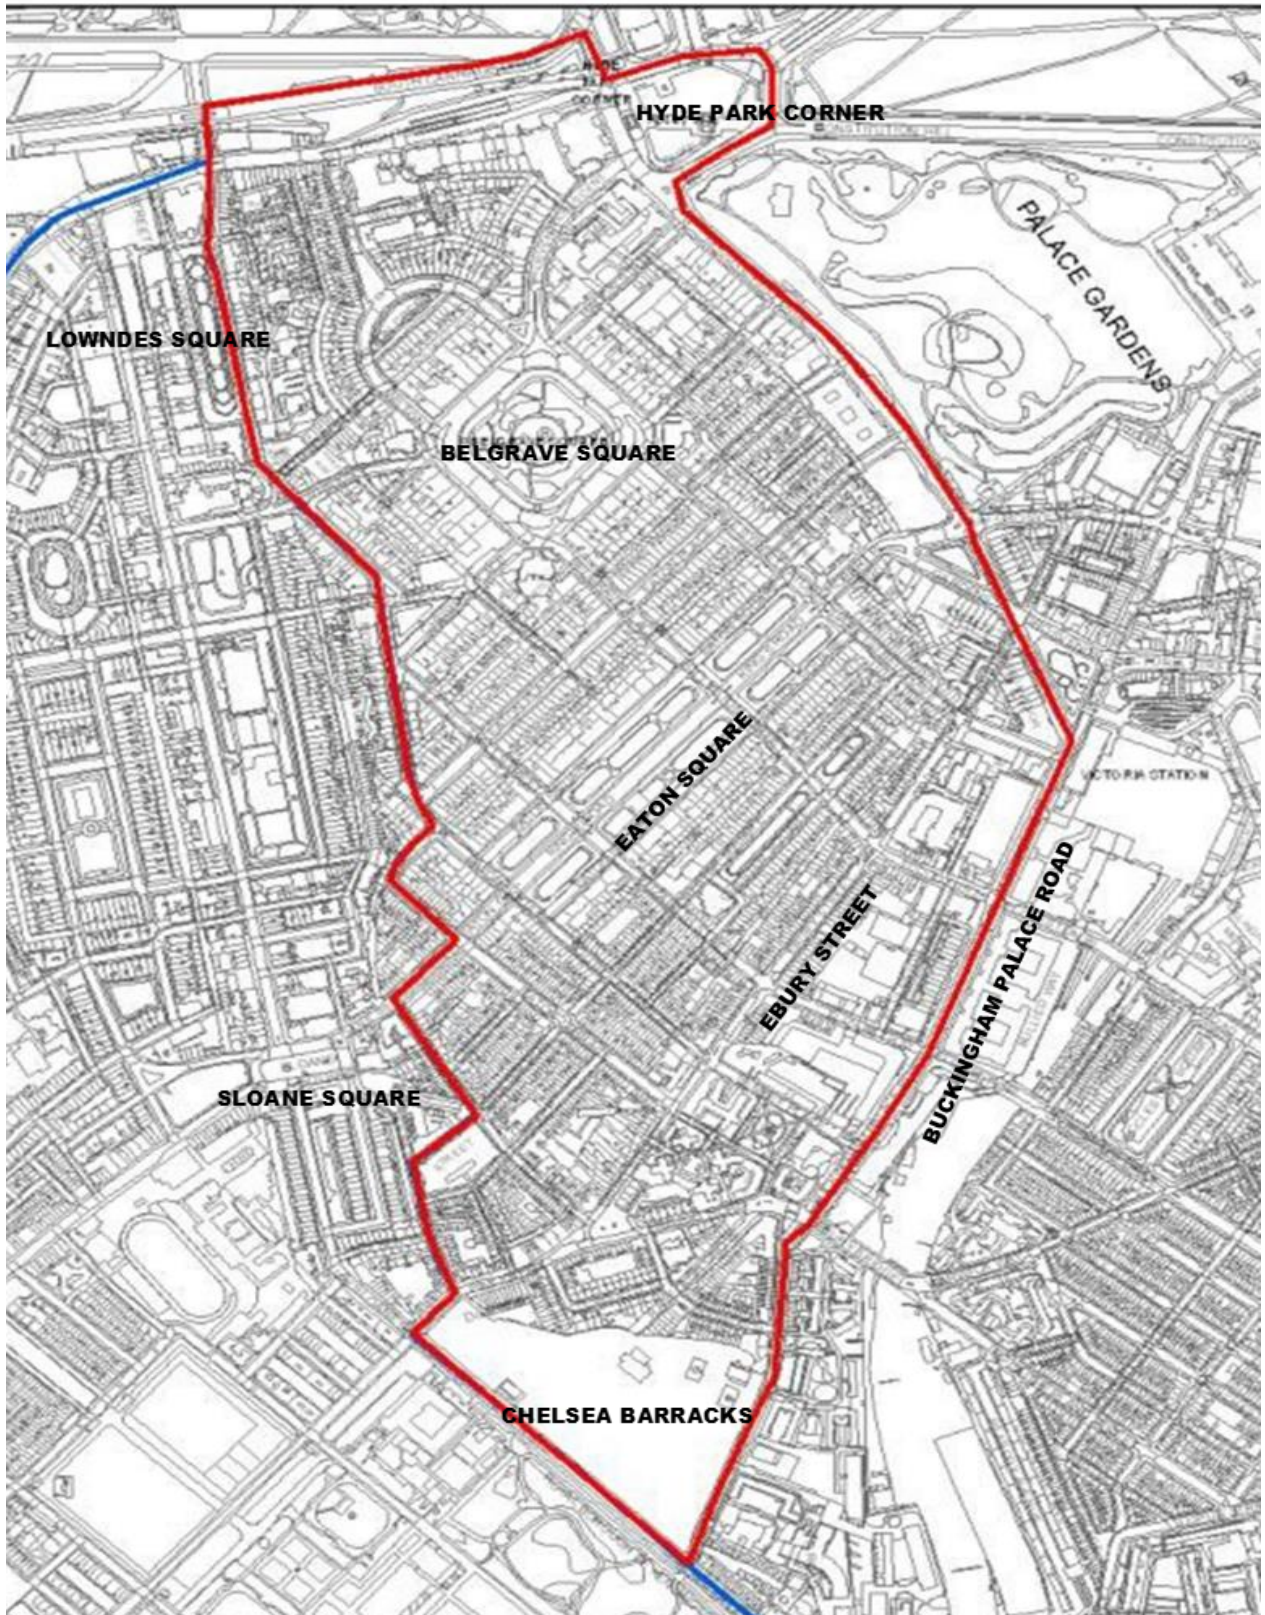 HYDE PARK CORNER
PALACE GARDENS
LOWNDES SQUARE
BELGRAVE SQUARE
EATON SQUARE
VICTORIA STATION
EBURY STREET
BUCKINGHAM PALACE ROAD
SLOANE SQUARE
CHELSEA BARRACKS